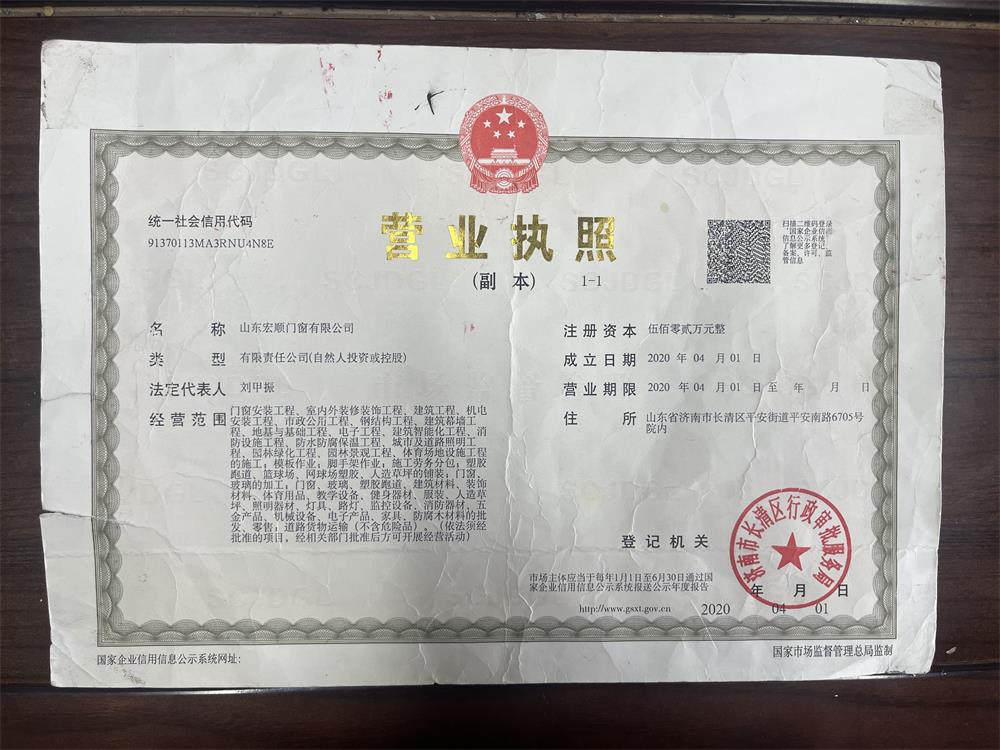 统一社会信用代码
91370113MA3RNU4N8E
营业执照
(副 本) 1-1
扫描二维码登录
“国家企业信用
信息公示系统”
了解更多登记、
备案、许可、监
管信息
名 称 山东宏顺门窗有限公司
类 型 有限责任公司(自然人投资或控股)
法定代表人 刘甲振
经营范围 门窗安装工程、室内外装修装饰工程、建筑工程、机电
安装工程、市政公用工程、钢结构工程、建筑幕墙工
程、地基与基础工程、电子工程、建筑智能化工程、消
防设施工程、防水防腐保温工程、城市及道路照明工
程、园林绿化工程、园林景观工程、体育场地设施工程
的施工；模板作业；脚手架作业；施工劳务分包；塑胶
跑道、篮球场、网球场塑胶、人造草坪的铺装；门窗、
玻璃的加工；门窗、玻璃、塑胶跑道、建筑材料、装饰
材料、体育用品、教学设备、健身器材、服装、人造草
坪、照明器材、灯具、路灯、监控设备、消防器材、五
金产品、机械设备、电子产品、家具、防腐木材料的批
发、零售；道路货物运输（不含危险品）。（依法须经
批准的项目，经相关部门批准后方可开展经营活动）
注册资本 伍佰零贰万元整
成立日期 2020 年 04 月 01 日
营业期限 2020 年 04 月 01 日 至 年 月 日
住 所 山东省济南市长清区平安街道平安南路6705号
院内
登记机关
济南市长清区行政审批服务局
年 月 日
2020 04 01
市场主体应当于每年1月1日至6月30日通过国
家企业信用信息公示系统报送公示年度报告
http://www.gsxt.gov.cn
国家企业信用信息公示系统网址:
国家市场监督管理总局监制